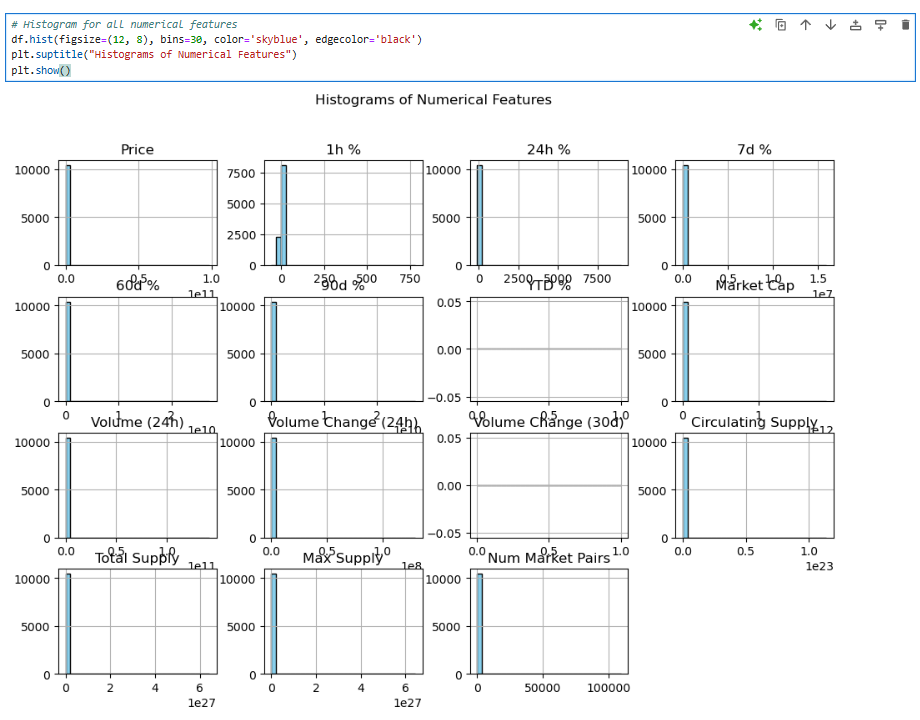 # Histogram for all numerical features
df.hist(figsize=(12, 8), bins=30, color='skyblue', edgecolor='black')
plt.suptitle("Histograms of Numerical Features")
plt.show()
Histograms of Numerical Features
Price
10000
5000
0
0.0 0.5 1.0
1e11
1h %
7500
5000
2500
0
0 250 500 750
24h %
10000
5000
0
0 2500 5000 7500
7d %
10000
5000
0
0.0 0.5 1.0 1.5
1e7
60d %
10000
5000
0
0 1 2
1e10
90d %
10000
5000
0
0 1 2
1e10
YTD %
0.05
0.00
−0.05
0.0 0.5 1.0
Market Cap
10000
5000
0
0 1
1e12
Volume (24h)
10000
5000
0
0.0 0.5 1.0
1e11
Volume Change (24h)
10000
5000
0
0.0 0.5 1.0
1e8
Volume Change (30d)
0.05
0.00
−0.05
0.0 0.5 1.0
Circulating Supply
10000
5000
0
0.0 0.5 1.0
1e23
Total Supply
10000
5000
0
0 2 4 6
1e27
Max Supply
10000
5000
0
0 2 4 6
1e27
Num Market Pairs
10000
5000
0
0 50000 100000